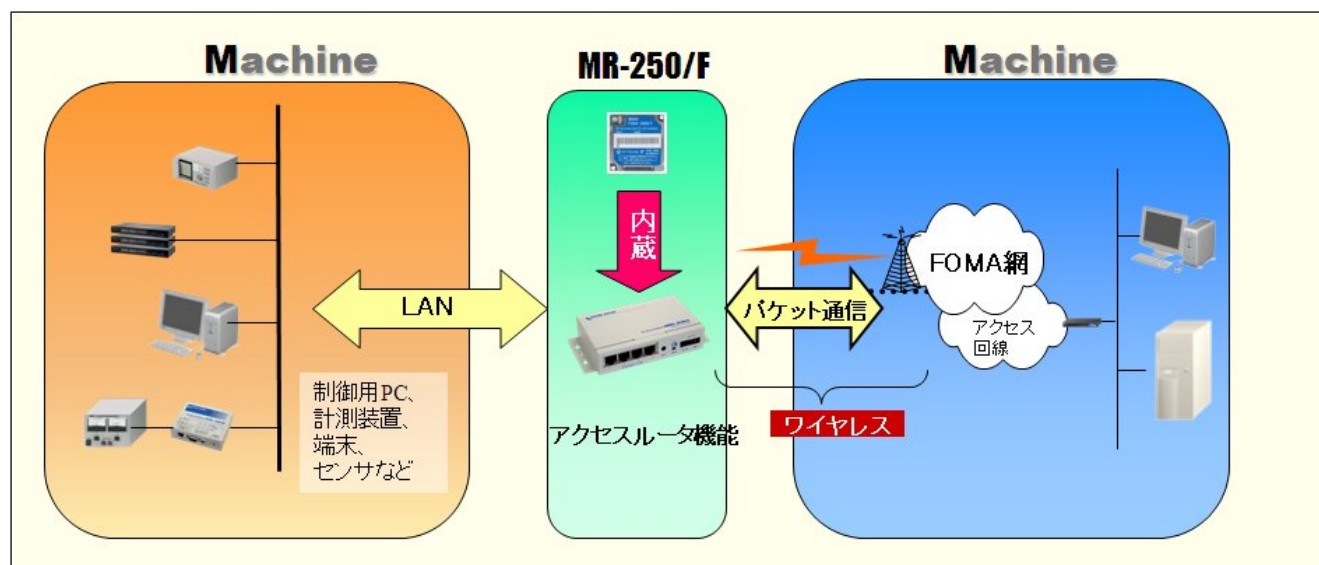 Machine
MR-250/F
Machine
内蔵
LAN
パケット通信
FOMA網
アクセス
回線
制御用PC、
計測装置、
端末、
センサなど
アクセスルータ機能
ワイヤレス